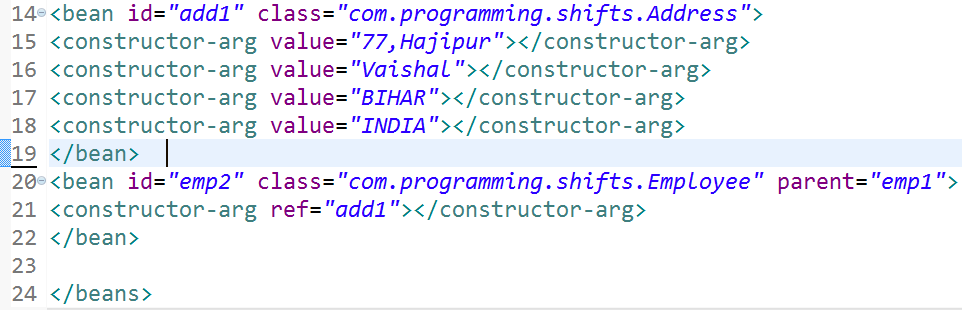 14 <bean id="add1" class="com.programming.shifts.Address">
15 <constructor-arg value="77,Hajipur"></constructor-arg>
16 <constructor-arg value="Vaishal"></constructor-arg>
17 <constructor-arg value="BIHAR"></constructor-arg>
18 <constructor-arg value="INDIA"></constructor-arg>
19 </bean>
20 <bean id="emp2" class="com.programming.shifts.Employee" parent="emp1">
21 <constructor-arg ref="add1"></constructor-arg>
22 </bean>
23
24 </beans>